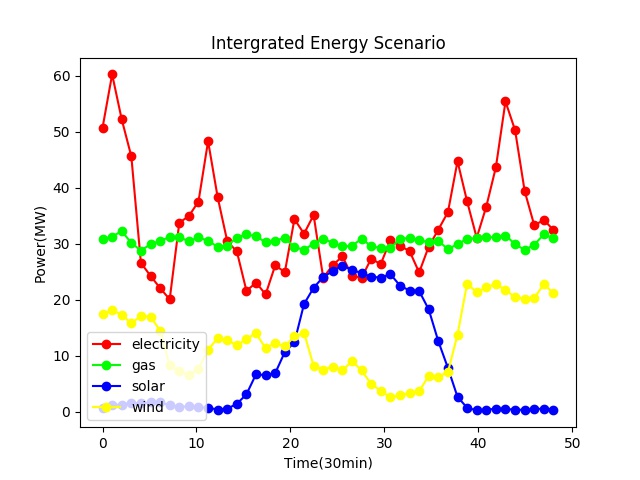 Intergrated Energy Scenario
60
50
40
30
20
10
0
Power(MW)
electricity
gas
solar
wind
0 10 20 30 40 50
Time(30min)